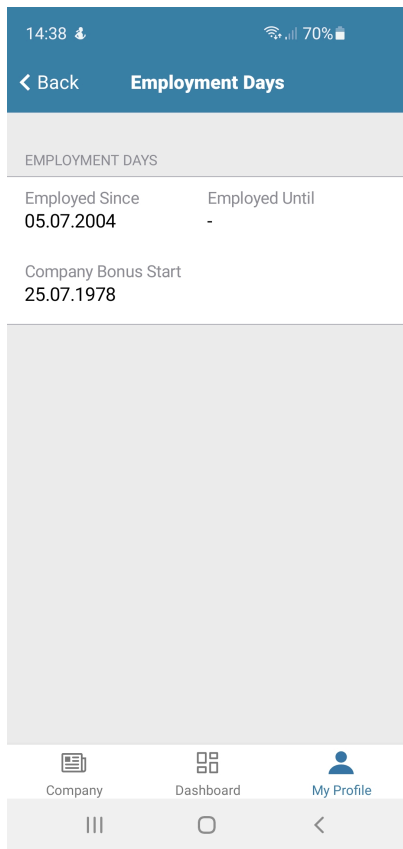 14:38 70%
Back Employment Days
EMPLOYMENT DAYS
Employed Since Employed Until
05.07.2004 -
Company Bonus Start
25.07.1978
Company Dashboard My Profile